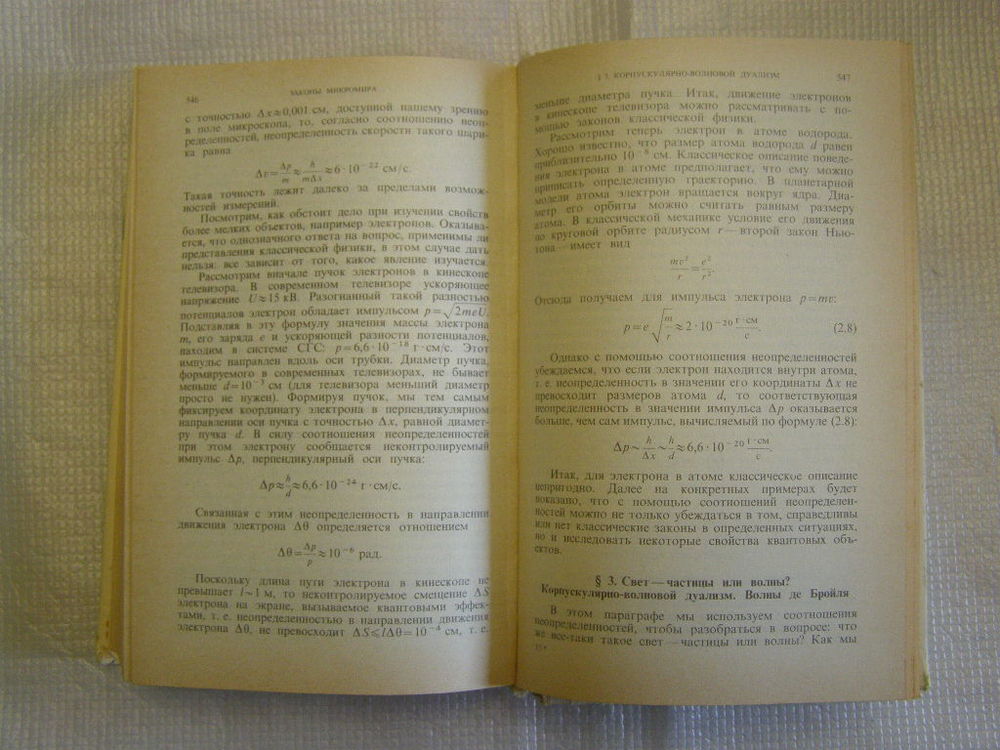 546 ЗАКОНЫ МИКРОМИРА
с точностью Δx≈0,001 см, доступной нашему зрению
в поле микроскопа, то, согласно соотношению неоп-
ределенностей, неопределенность скорости такого шари-
ка равна
Δv=Δp/m≈h/mΔx≈6·10⁻²² см/с.
Такая точность лежит далеко за пределами возмож-
ностей измерений.
Посмотрим, как обстоит дело при изучении свойств
более мелких объектов, например электронов. Оказыва-
ется, что однозначного ответа на вопрос, применимы ли
представления классической физики, в этом случае дать
нельзя: все зависит от того, какое явление изучается.
Рассмотрим вначале пучок электронов в кинескопе
телевизора. В современном телевизоре ускоряющее
напряжение U≈15 кВ. Разогнанный такой разностью
потенциалов электрон обладает импульсом p=√2meU.
Подставляя в эту формулу значения массы электрона
m, его заряда e и ускоряющей разности потенциалов,
находим в системе СГС: p=6,6·10⁻¹⁸ г·см/с. Этот
импульс направлен вдоль оси трубки. Диаметр пучка,
формируемого в современных телевизорах, не бывает
меньше d=10⁻³ см (для телевизора меньший диаметр
просто не нужен). Формируя пучок, мы тем самым
фиксируем координату электрона в перпендикулярном
направлении оси пучка с точностью Δx, равной диамет-
ру пучка d. В силу соотношения неопределенностей
при этом электрону сообщается неконтролируемый
импульс Δp, перпендикулярный оси пучка:
Δp≈h/d≈6,6·10⁻²⁴ г·см/с.
Связанная с этим неопределенность в направлении
движения электрона Δθ определяется отношением
Δθ=Δp/p≈10⁻⁶ рад.
Поскольку длина пути электрона в кинескопе не
превышает l~1 м, то неконтролируемое смещение ΔS
электрона на экране, вызываемое квантовыми эффек-
тами, т. е. неопределенностью в направлении движения
электрона Δθ, не превосходит ΔS⩽lΔθ=10⁻⁴ см, т. е.
§ 3. КОРПУСКУЛЯРНО-ВОЛНОВОЙ ДУАЛИЗМ 547
меньше диаметра пучка. Итак, движение электронов
в кинескопе телевизора можно рассматривать с по-
мощью законов классической физики.
Рассмотрим теперь электрон в атоме водорода.
Хорошо известно, что размер атома водорода d равен
приблизительно 10⁻⁸ см. Классическое описание поведе-
ния электрона в атоме предполагает, что ему можно
приписать определенную траекторию. В планетарной
модели атома электрон вращается вокруг ядра. Диа-
метр его орбиты можно считать равным размеру
атома. В классической механике условие его движения
по круговой орбите радиусом r — второй закон Нью-
тона — имеет вид
mv²/r=e²/r².
Отсюда получаем для импульса электрона p=mv:
p=e√m/r≈2·10⁻²⁰ г·см/с. (2.8)
Однако с помощью соотношения неопределенностей
убеждаемся, что если электрон находится внутри атома,
т. е. неопределенность в значении его координаты Δx не
превосходит размеров атома d, то соответствующая
неопределенность в значении импульса Δp оказывается
больше, чем сам импульс, вычисляемый по формуле (2.8):
Δp~h/Δx~h/d≈6,6·10⁻²⁰ г·см/с.
Итак, для электрона в атоме классическое описание
непригодно. Далее на конкретных примерах будет
показано, что с помощью соотношений неопределен-
ностей можно не только убеждаться в том, справедливы
или нет классические законы в определенных ситуациях,
но и исследовать некоторые свойства квантовых объ-
ектов.
§ 3. Свет — частицы или волны?
Корпускулярно-волновой дуализм. Волны де Бройля
В этом параграфе мы используем соотношения
неопределенностей, чтобы разобраться в вопросе: что
же все-таки такое свет — частицы или волны? Как мы